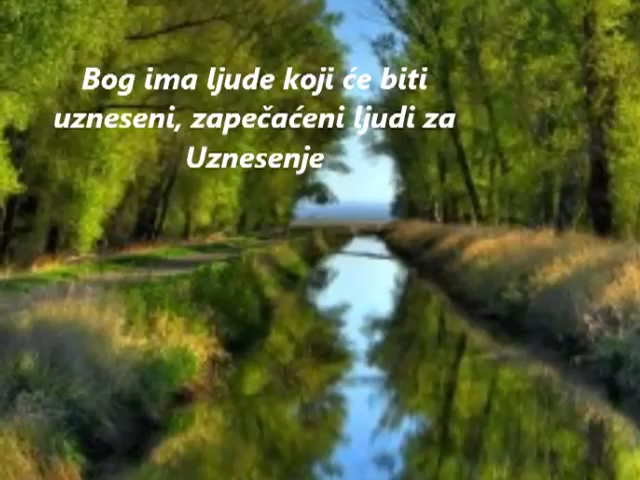 Bog ima ljude koji će biti
uzneseni, zapečaćeni ljudi za
Uznesenje